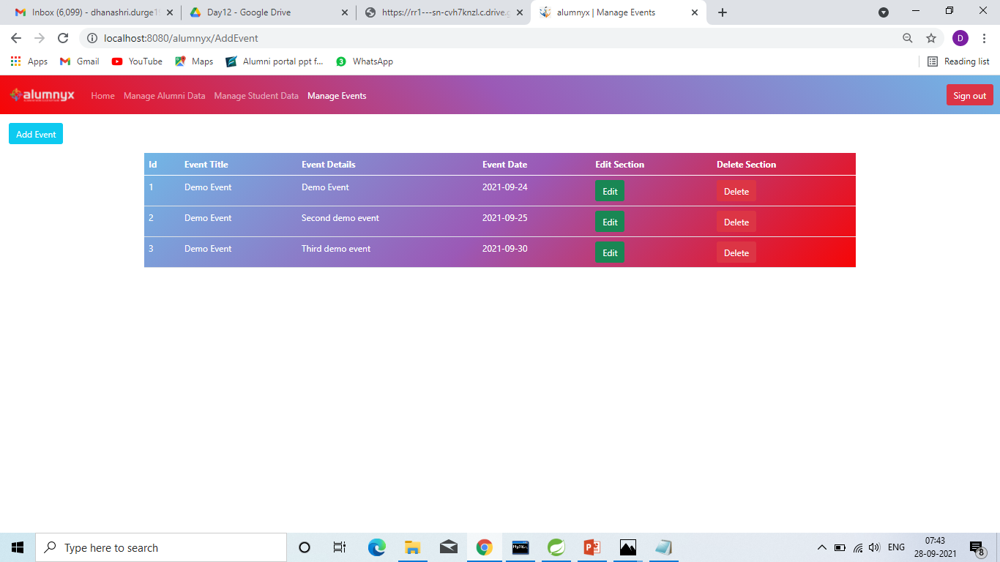 Inbox (6,099) - dhanashri.durge1
Day12 - Google Drive
https://rr1---sn-cvh7knzl.c.drive.g
alumnyx | Manage Events
localhost:8080/alumnyx/AddEvent
D
Apps
Gmail
YouTube
Maps
Alumni portal ppt f...
3
WhatsApp
Reading list
alumnyx
Home
Manage Alumni Data
Manage Student Data
Manage Events
Sign out
Add Event
Id Event Title Event Details Event Date Edit Section Delete Section
1 Demo Event Demo Event 2021-09-24 Edit Delete
2 Demo Event Second demo event 2021-09-25 Edit Delete
3 Demo Event Third demo event 2021-09-30 Edit Delete
Type here to search
MySQL
ENG
07:43
28-09-2021
8